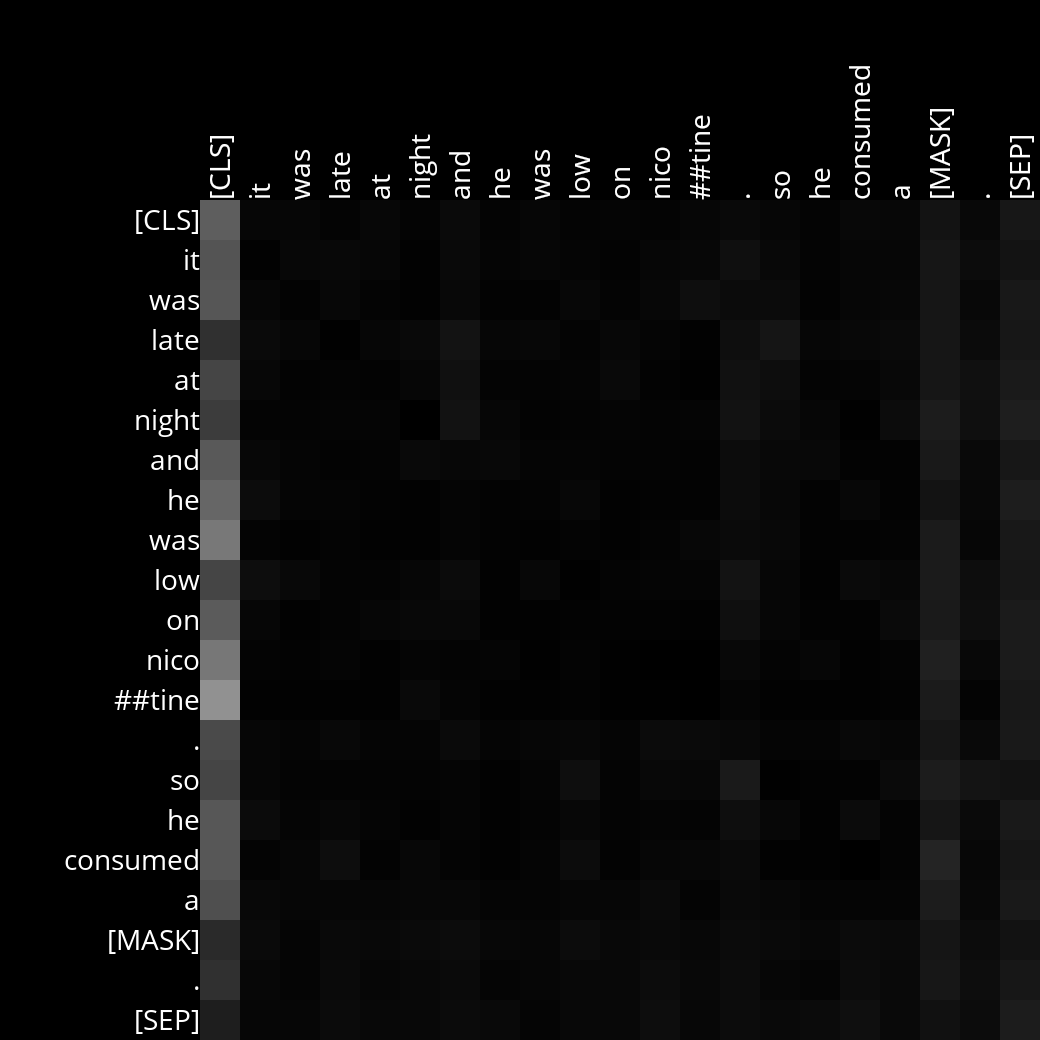 [CLS] it was late at night and he was low on nico ##tine . so he consumed a [MASK] . [SEP]
[CLS]
it
was
late
at
night
and
he
was
low
on
nico
##tine
.
so
he
consumed
a
[MASK]
.
[SEP]